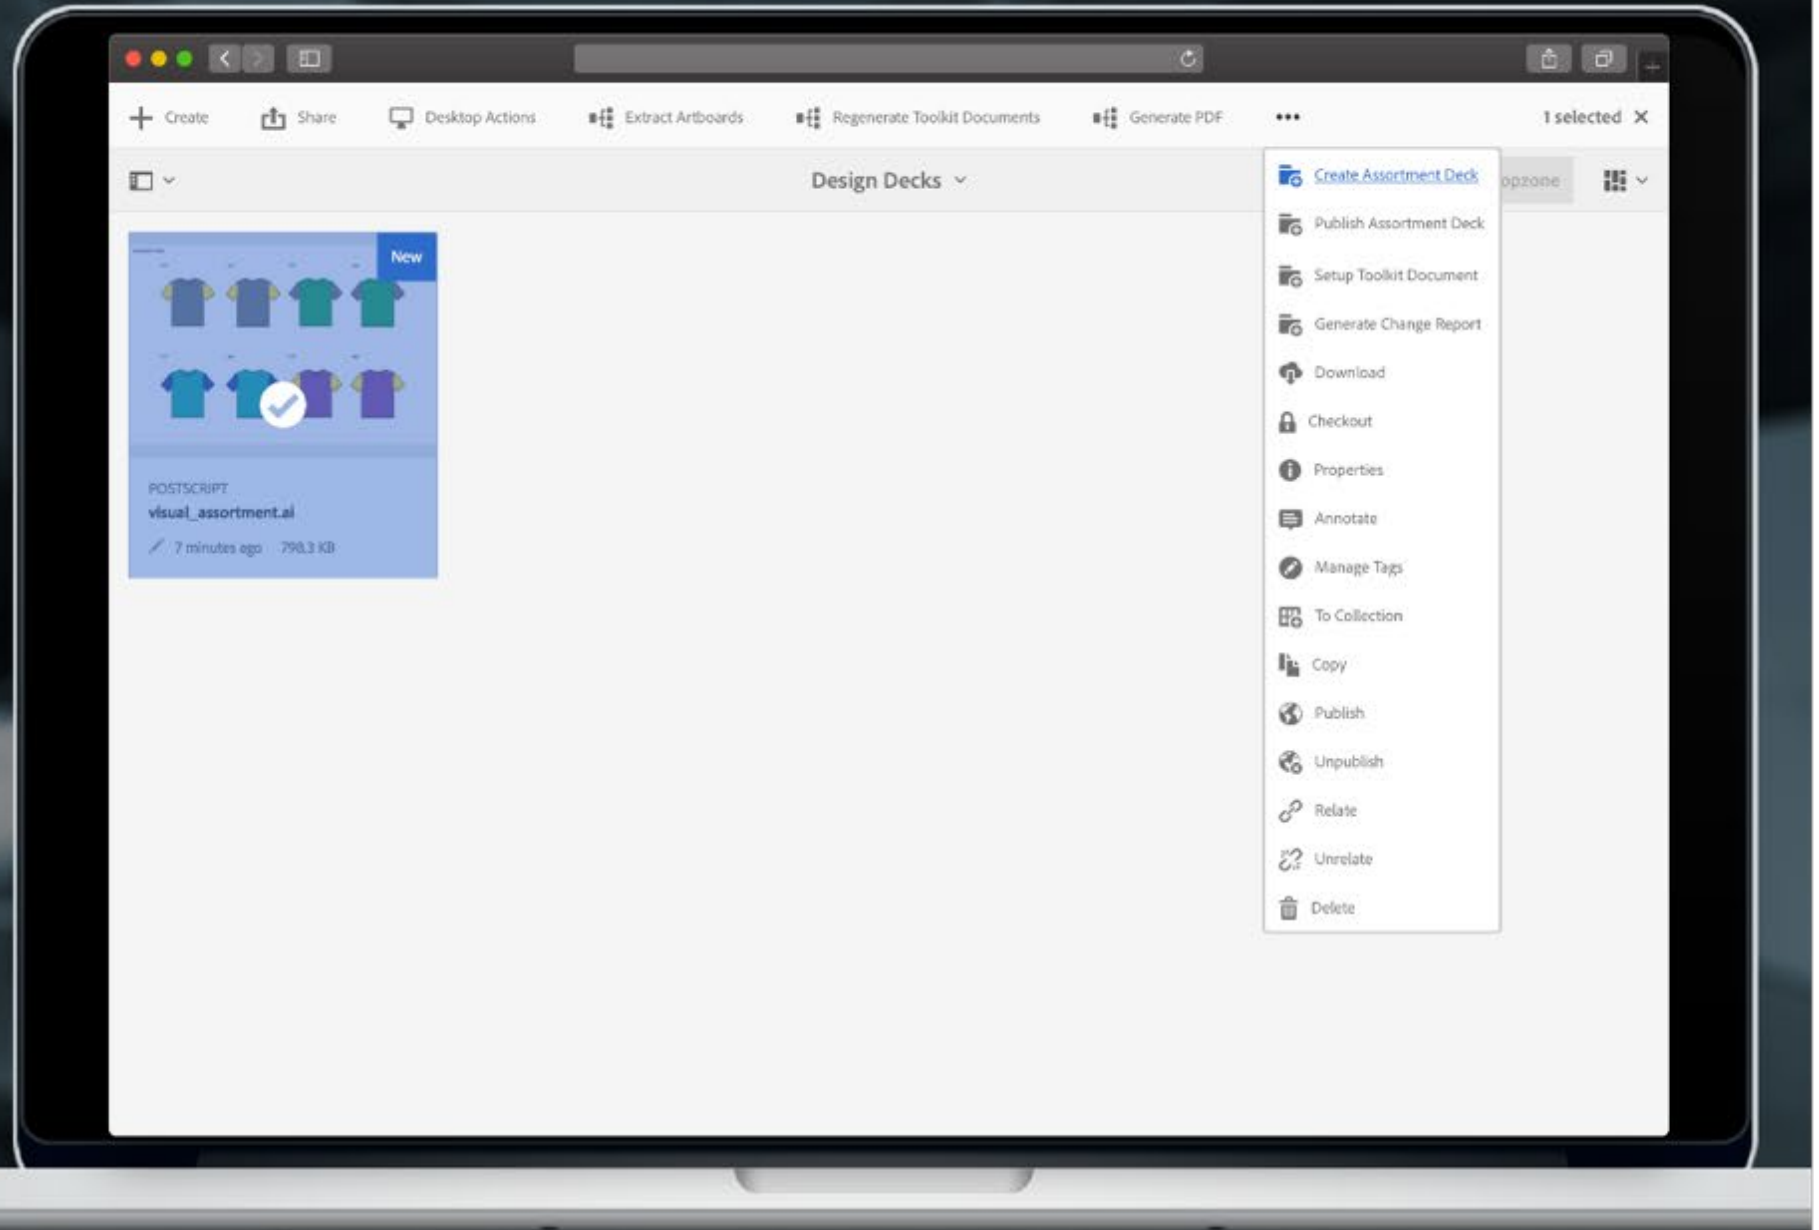 Create
Share
Desktop Actions
Extract Artboards
Regenerate Toolkit Documents
Generate PDF
1 selected
Design Decks
opzone
New
POSTSCRIPT
visual_assortment.ai
7 minutes ago 798.3 KB
Create Assortment Deck
Publish Assortment Deck
Setup Toolkit Document
Generate Change Report
Download
Checkout
Properties
Annotate
Manage Tags
To Collection
Copy
Publish
Unpublish
Relate
Unrelate
Delete